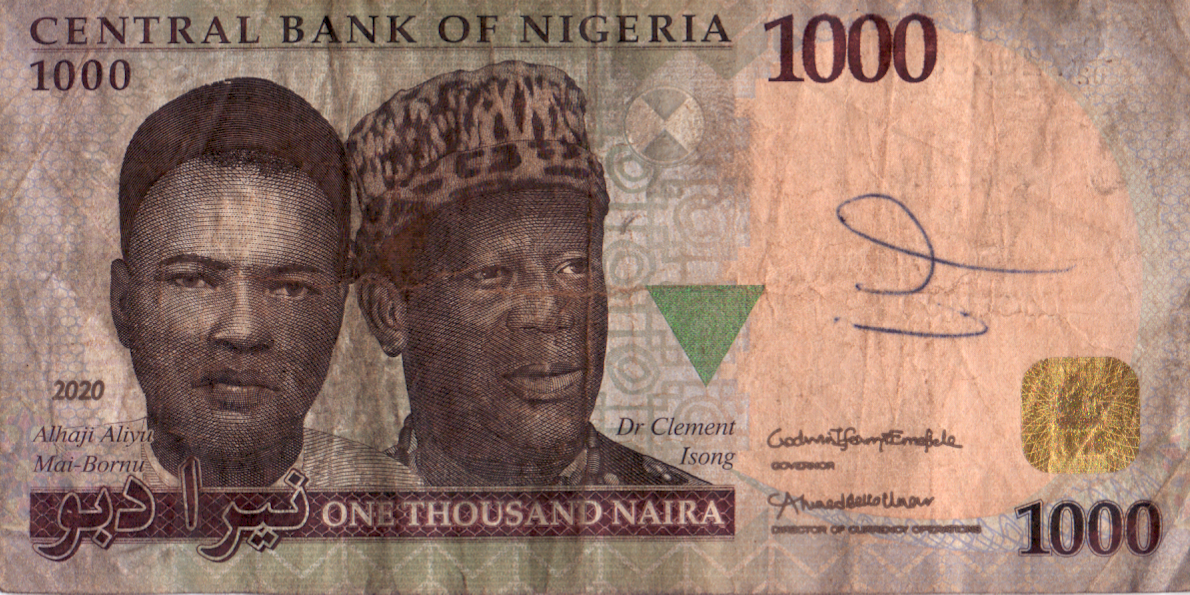 CENTRAL BANK OF NIGERIA
1000
1000
2020
Alhaji Aliyu
Mai-Bornu
Dr Clement
Isong
Godwin Ifeanyi Emefiele
GOVERNOR
Ahmed Bello Umar
DIRECTOR OF CURRENCY OPERATIONS
نيرا دبو
ONE THOUSAND NAIRA
1000